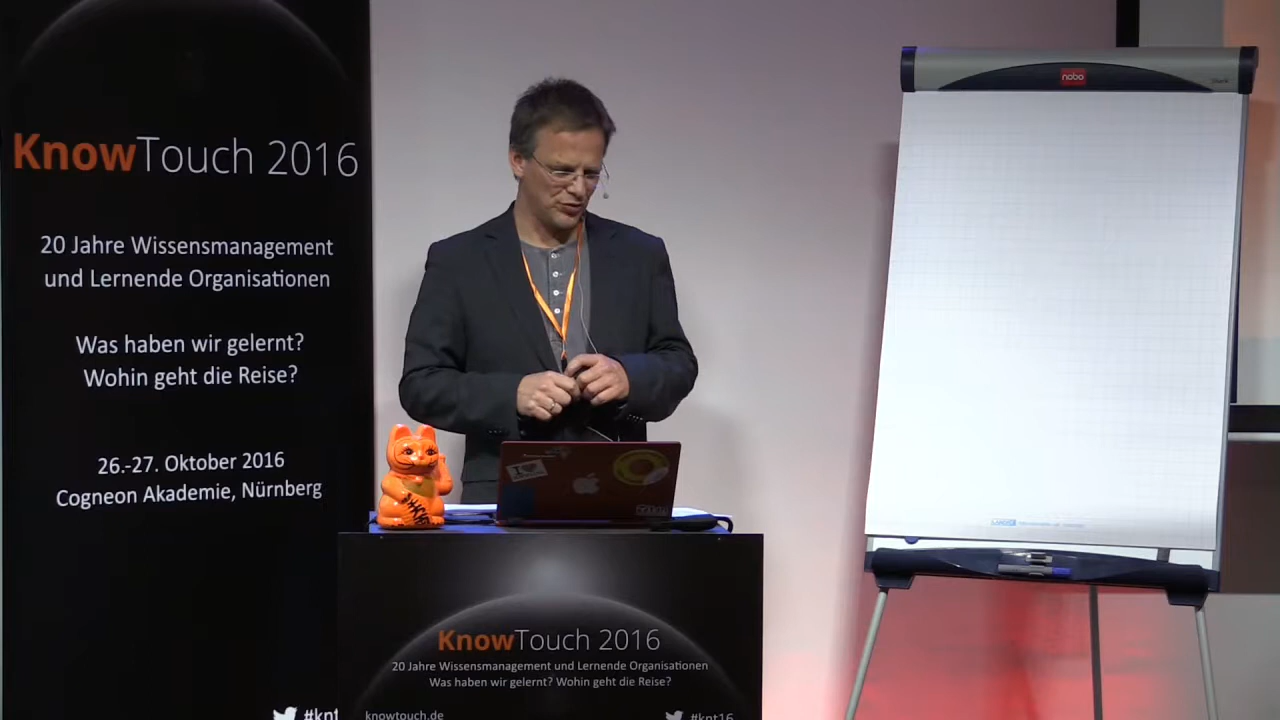 KnowTouch 2016
20 Jahre Wissensmanagement
und Lernende Organisationen
Was haben wir gelernt?
Wohin geht die Reise?
26.-27. Oktober 2016
Cogneon Akademie, Nürnberg
#knt
nobo
KnowTouch 2016
20 Jahre Wissensmanagement und Lernende Organisationen
Was haben wir gelernt? Wohin geht die Reise?
knowtouch.de
#knt16